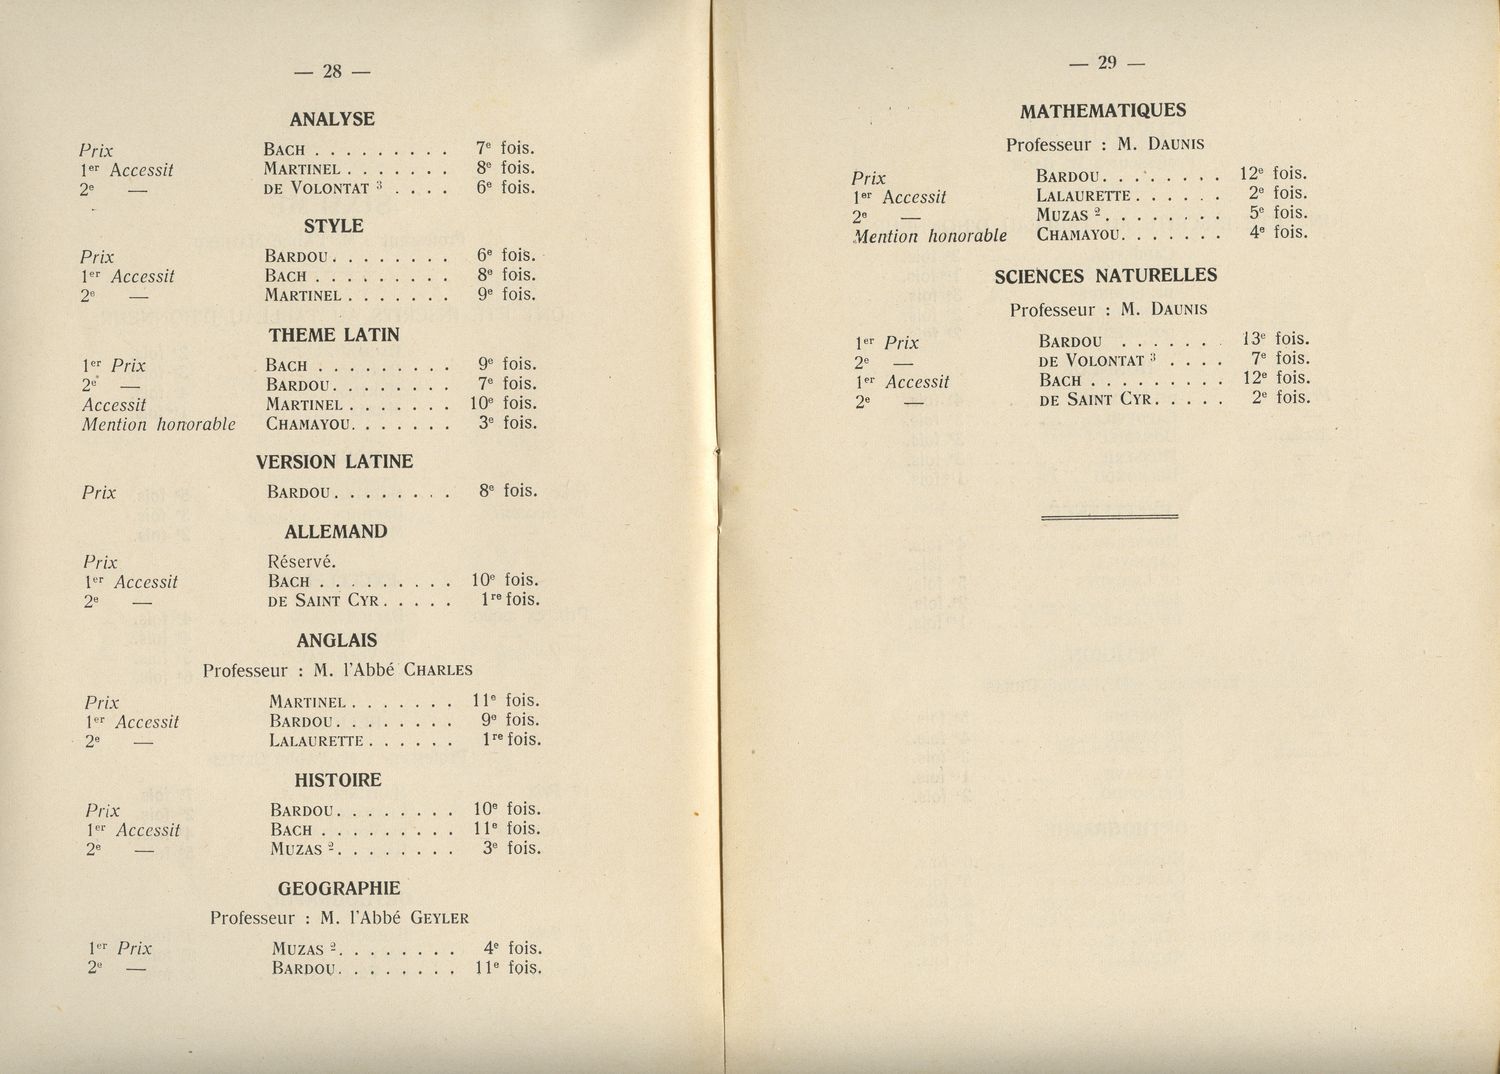 — 28 —
ANALYSE
Prix BACH . . . . . . . . . 7e fois.
1er Accessit MARTINEL . . . . . . . 8e fois.
2e — DE VOLONTAT 3 . . . . 6e fois.
STYLE
Prix BARDOU. . . . . . . . 6e fois.
1er Accessit BACH . . . . . . . . . 8e fois.
2e — MARTINEL . . . . . . . 9e fois.
THEME LATIN
1er Prix BACH . . . . . . . . . 9e fois.
2e — BARDOU. . . . . . . . 7e fois.
Accessit MARTINEL . . . . . . . 10e fois.
Mention honorable CHAMAYOU. . . . . . . 3e fois.
VERSION LATINE
Prix BARDOU. . . . . . . . 8e fois.
ALLEMAND
Prix Réservé.
1er Accessit BACH . . . . . . . . . 10e fois.
2e — DE SAINT CYR. . . . . 1re fois.
ANGLAIS
Professeur : M. l'Abbé CHARLES
Prix MARTINEL . . . . . . . 11e fois.
1er Accessit BARDOU. . . . . . . . 9e fois.
2e — LALAURETTE . . . . . . 1re fois.
HISTOIRE
Prix BARDOU. . . . . . . . 10e fois.
1er Accessit BACH . . . . . . . . . 11e fois.
2e — MUZAS 2. . . . . . . . 3e fois.
GEOGRAPHIE
Professeur : M. l'Abbé GEYLER
1er Prix MUZAS 2. . . . . . . . 4e fois.
2e — BARDOU. . . . . . . . 11e fois.
— 29 —
MATHEMATIQUES
Professeur : M. DAUNIS
Prix BARDOU. . . . . . . . 12e fois.
1er Accessit LALAURETTE . . . . . . 2e fois.
2e — MUZAS 2. . . . . . . . 5e fois.
Mention honorable CHAMAYOU. . . . . . . 4e fois.
SCIENCES NATURELLES
Professeur : M. DAUNIS
1er Prix BARDOU . . . . . . . 13e fois.
2e — DE VOLONTAT 3 . . . . 7e fois.
1er Accessit BACH . . . . . . . . . 12e fois.
2e — DE SAINT CYR. . . . . 2e fois.